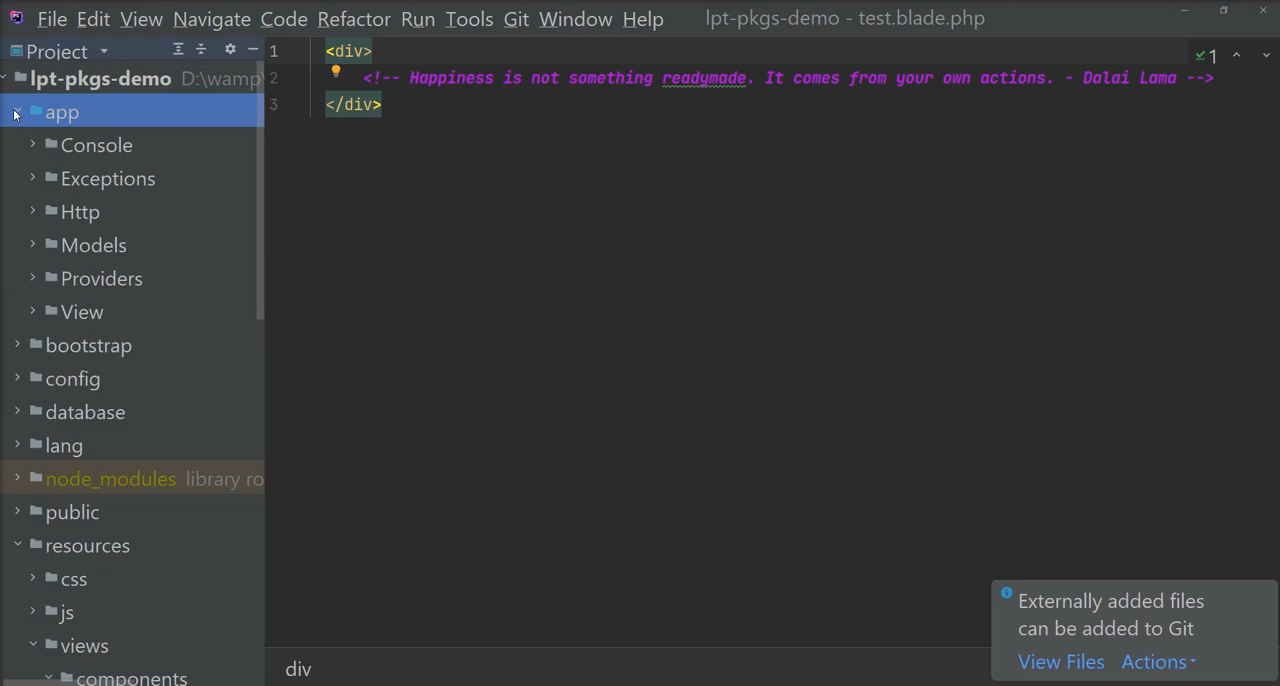 File Edit View Navigate Code Refactor Run Tools Git Window Help lpt-pkgs-demo - test.blade.php
Project
lpt-pkgs-demo D:\wamp\
app
Console
Exceptions
Http
Models
Providers
View
bootstrap
config
database
lang
node_modules library ro
public
resources
css
js
views
components
1 <div>
2 <!-- Happiness is not something readymade. It comes from your own actions. - Dalai Lama -->
3 </div>
1
div
Externally added files
can be added to Git
View Files Actions